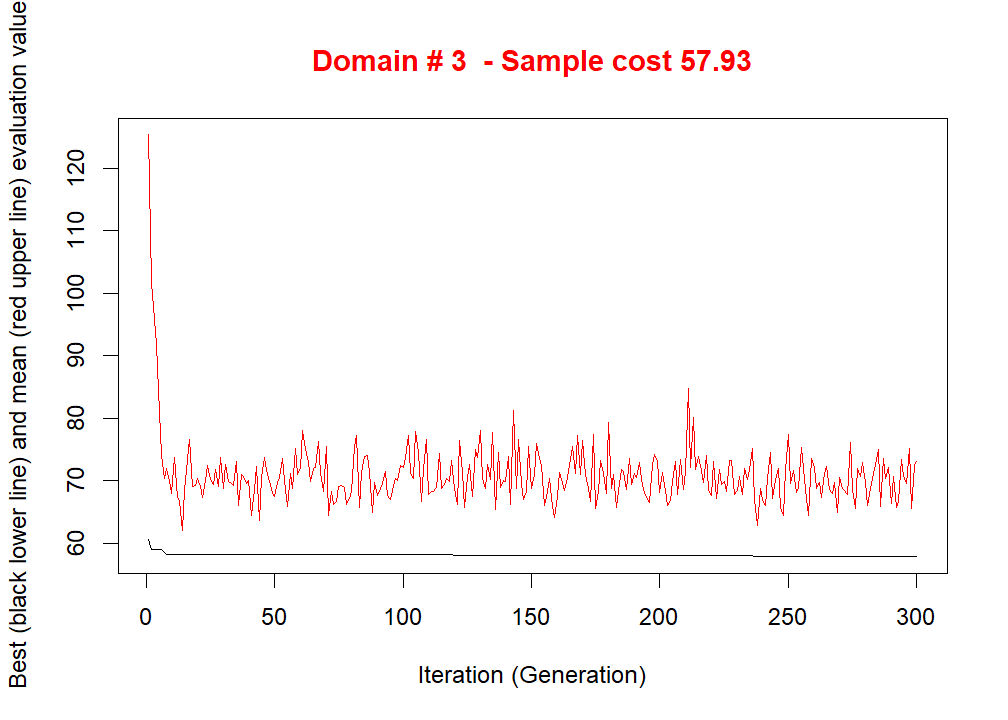 Domain # 3  - Sample cost 57.93
Best (black lower line) and mean (red upper line) evaluation value
120
110
100
90
80
70
60
0 50 100 150 200 250 300
Iteration (Generation)